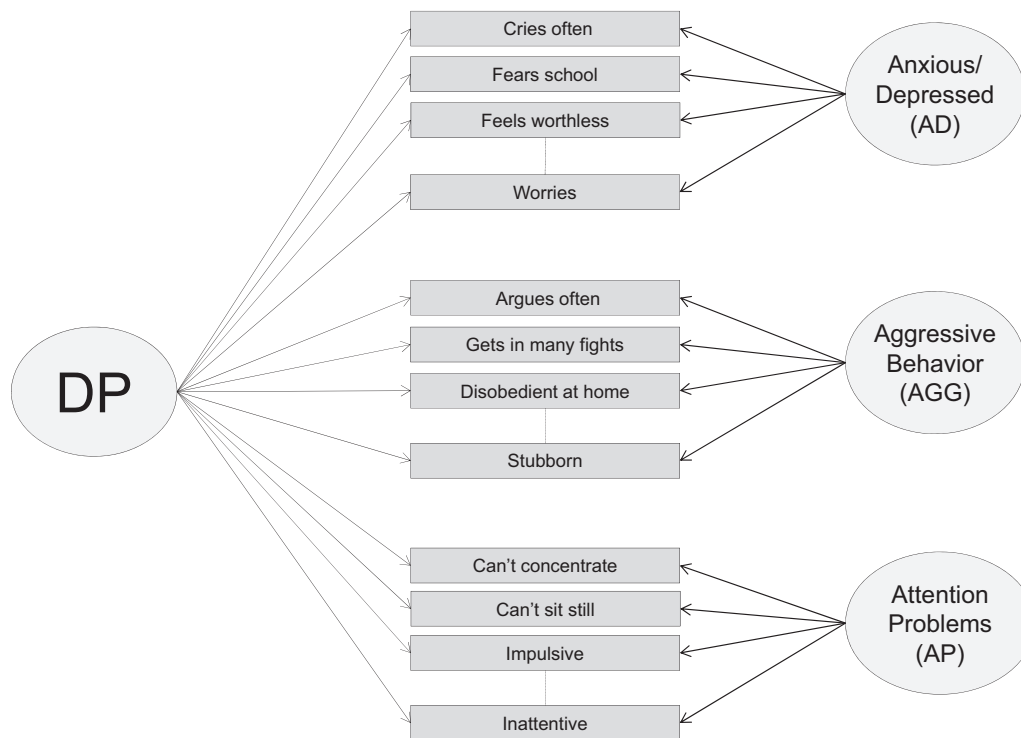 Cries often
Fears school
Feels worthless
Worries
Anxious/
Depressed
(AD)
DP
Argues often
Gets in many fights
Disobedient at home
Stubborn
Aggressive
Behavior
(AGG)
Can’t concentrate
Can’t sit still
Impulsive
Inattentive
Attention
Problems
(AP)